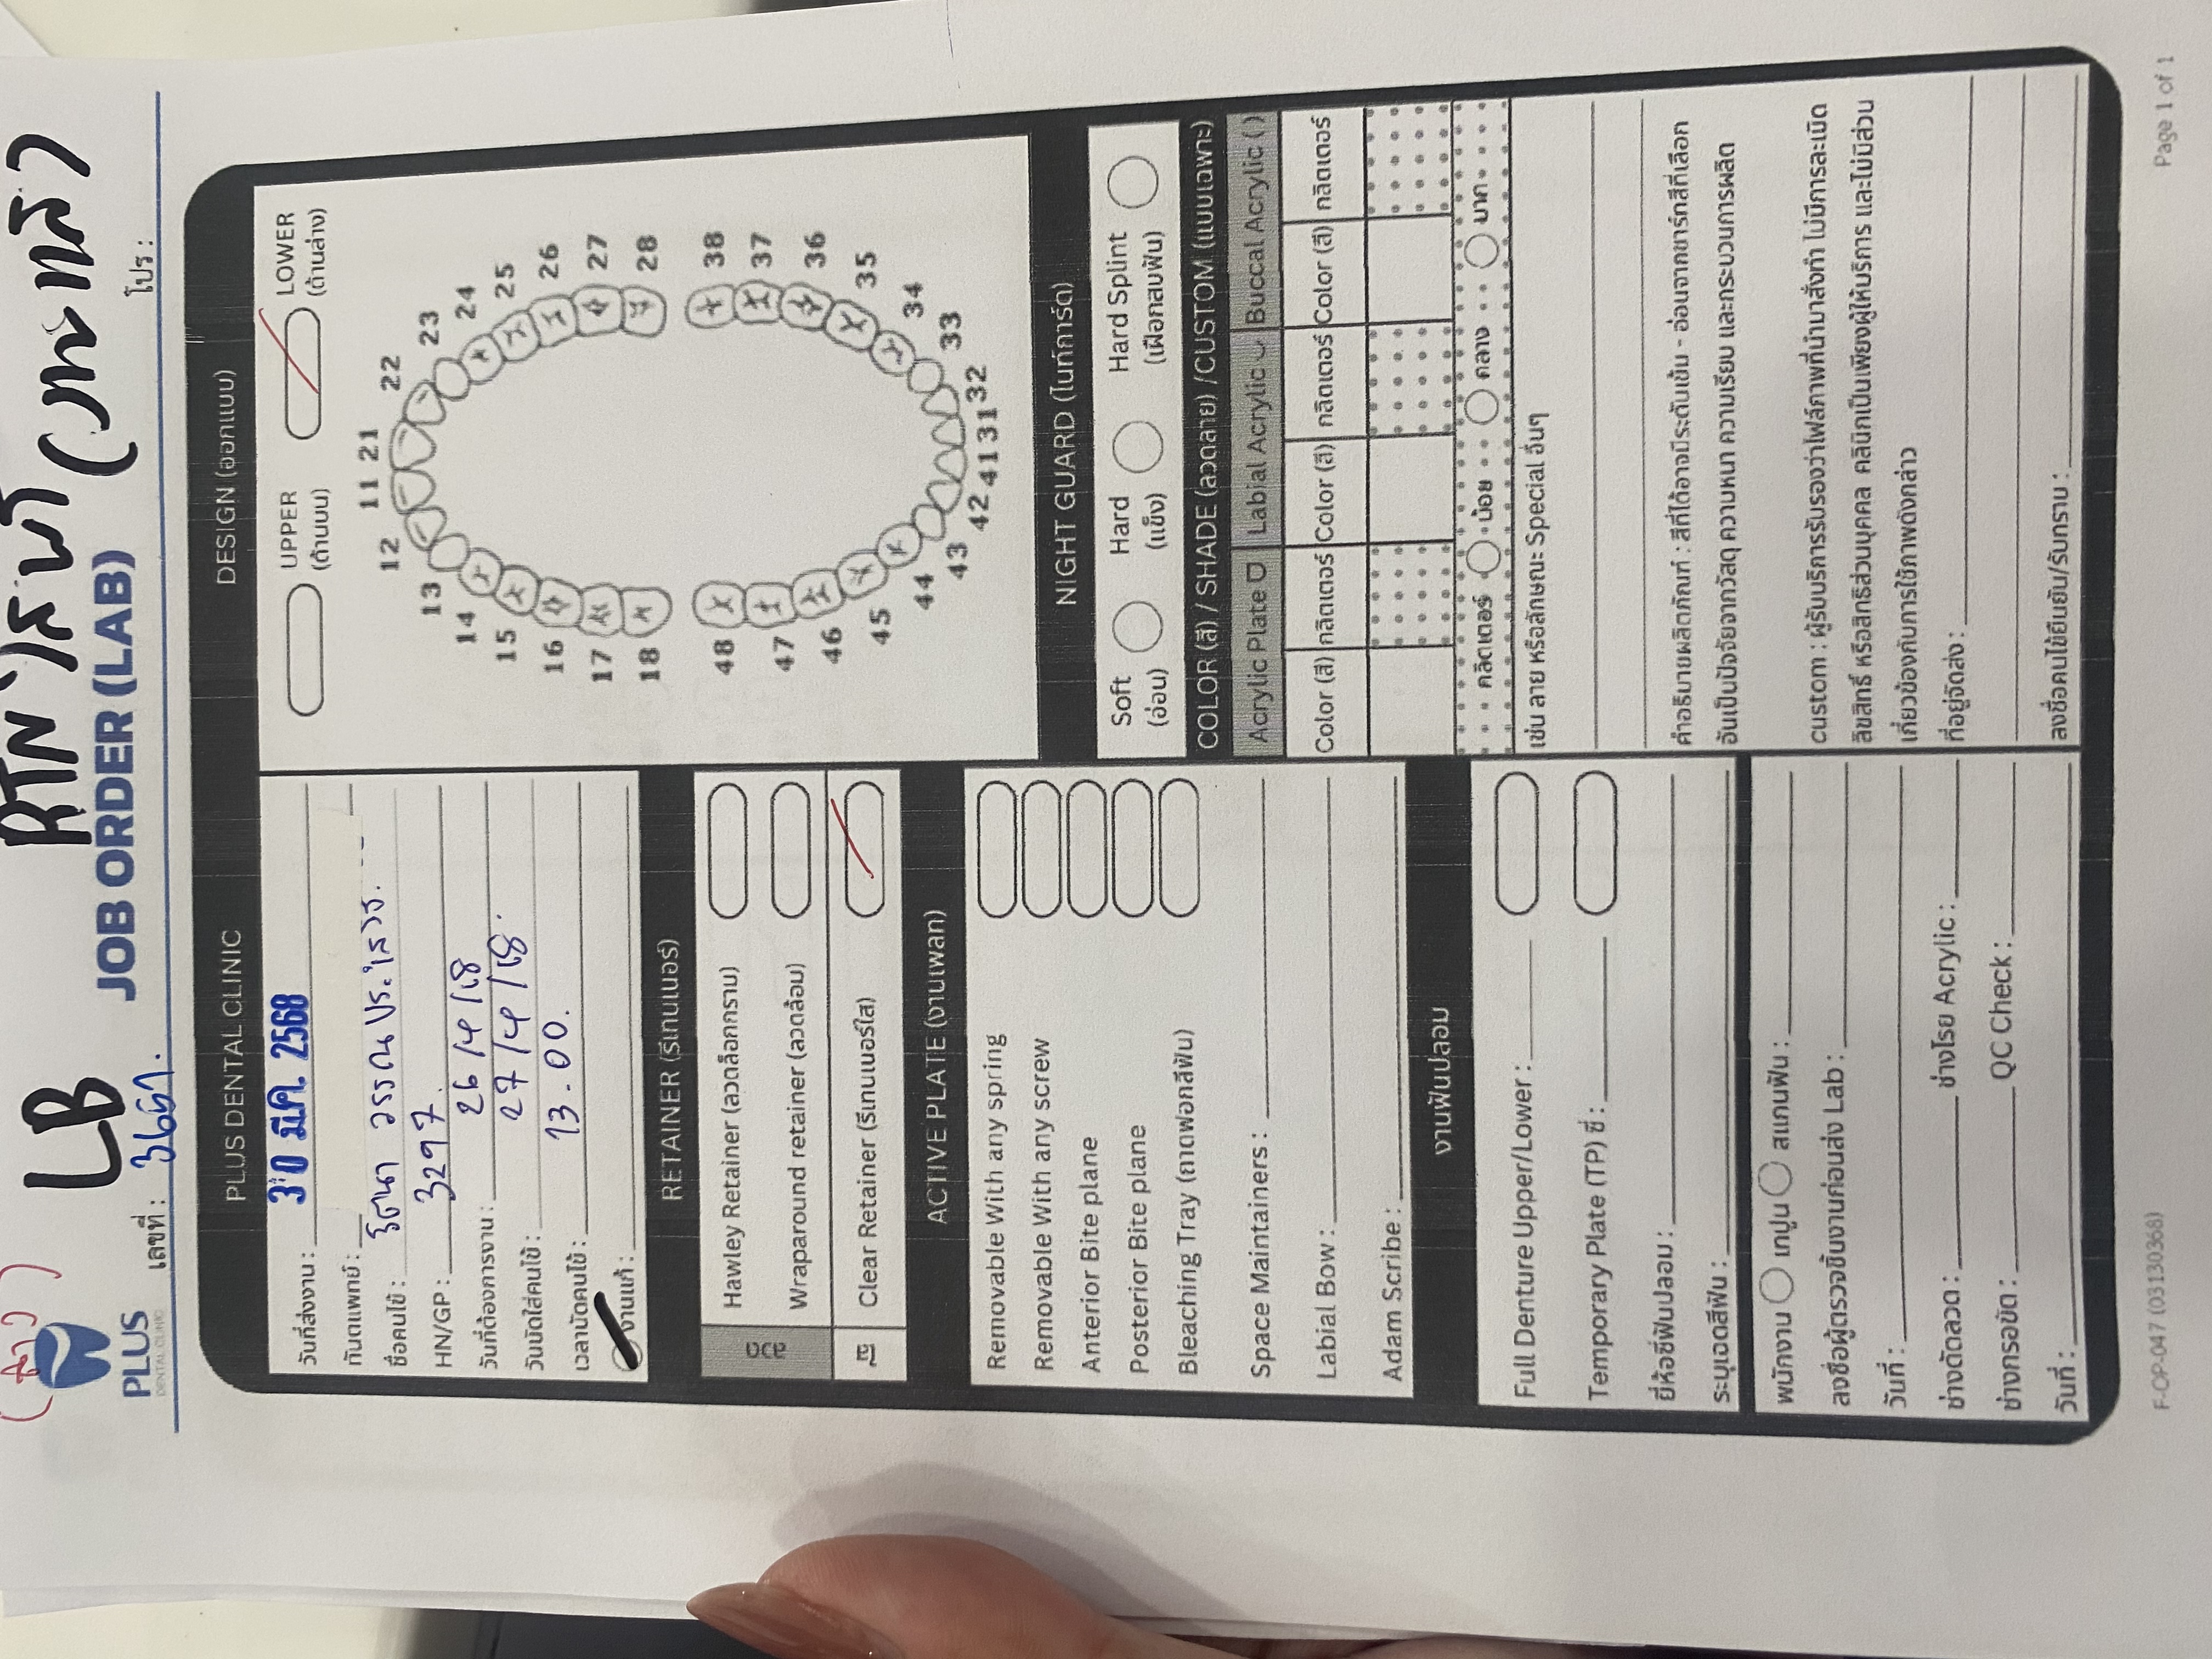 (ล่าง)
LB
RTN ใส ล่าง (งานแก้)
PLUS
DENTAL CLINIC
JOB ORDER (LAB)
เลขที่ : 3657.
โปร :
PLUS DENTAL CLINIC
วันที่ส่งงาน : 30 มี.ค. 2568
ทันตแพทย์ :
ชื่อคนไข้ :
HN/GP : 3297.
วันที่ต้องการงาน : 26/4/68
วันนัดใส่คนไข้ : 27/4/68
เวลานัดคนไข้ : 13.00.
งานแก้ :
RETAINER (รีเทนเนอร์)
ลวด
Hawley Retainer (ลวดล็อกกราม)
Wraparound retainer (ลวดล้อม)
ใส
Clear Retainer (รีเทนเนอร์ใส)
ACTIVE PLATE (งานเพลท)
Removable With any spring
Removable With any screw
Anterior Bite plane
Posterior Bite plane
Bleaching Tray (ถาดฟอกสีฟัน)
Space Maintainers :
Labial Bow :
Adam Scribe :
งานฟันปลอม
Full Denture Upper/Lower :
Temporary Plate (TP) ซี่ :
ยี่ห้อซี่ฟันปลอม :
ระบุเฉดสีฟัน :
พนักงาน เทปูน สแกนฟัน :
ลงชื่อผู้ตรวจชิ้นงานก่อนส่ง Lab :
วันที่ :
ช่างดัดลวด : ช่างโรย Acrylic :
ช่างกรอขัด : QC Check :
วันที่ :
DESIGN (ออกแบบ)
UPPER (ด้านบน)
LOWER (ด้านล่าง)
11 21
12 22
13 23
14 24
15 25
16 26
17 27
18 28
48 38
47 37
46 36
45 35
44 34
43 33
42 41 31 32
NIGHT GUARD (ไนท์การ์ด)
Soft (อ่อน)
Hard (แข็ง)
Hard Splint (เฝือกสบฟัน)
COLOR (สี) / SHADE (ลวดลาย) /CUSTOM (แบบเฉพาะ)
Acrylic Plate Labial Acrylic Buccal Acrylic ( )
Color (สี) กลิตเตอร์ Color (สี) กลิตเตอร์ Color (สี) กลิตเตอร์
กลิตเตอร์ น้อย กลาง มาก
เช่น ลาย หรือลักษณะ Special อื่นๆ
คำอธิบายผลิตภัณฑ์ : สีที่ได้อาจมีระดับเข้ม - อ่อนจากชาร์ทสีที่เลือก
อันเป็นปัจจัยจากวัสดุ ความหนา ความเรียบ และกระบวนการผลิต
custom : ผู้รับบริการรับรองว่าไฟล์ภาพที่นำมาสั่งทำ ไม่มีการละเมิด
ลิขสิทธิ์ หรือสิทธิส่วนบุคคล คลินิกเป็นเพียงผู้ให้บริการ และไม่มีส่วน
เกี่ยวข้องกับการใช้ภาพดังกล่าว
ที่อยู่จัดส่ง :
ลงชื่อคนไข้ยืนยัน/รับทราบ :
F-OP-047 (03130368)
Page 1 of 1